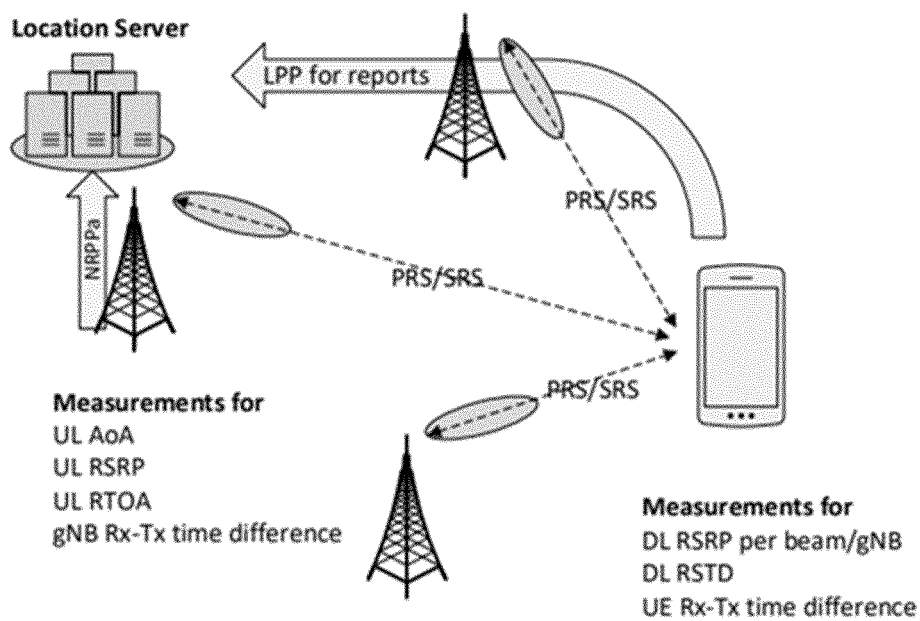 Location Server
LPP for reports
NRPPa
PRS/SRS
PRS/SRS
PRS/SRS
Measurements for
UL AoA
UL RSRP
UL RTOA
gNB Rx-Tx time difference
Measurements for
DL RSRP per beam/gNB
DL RSTD
UE Rx-Tx time difference